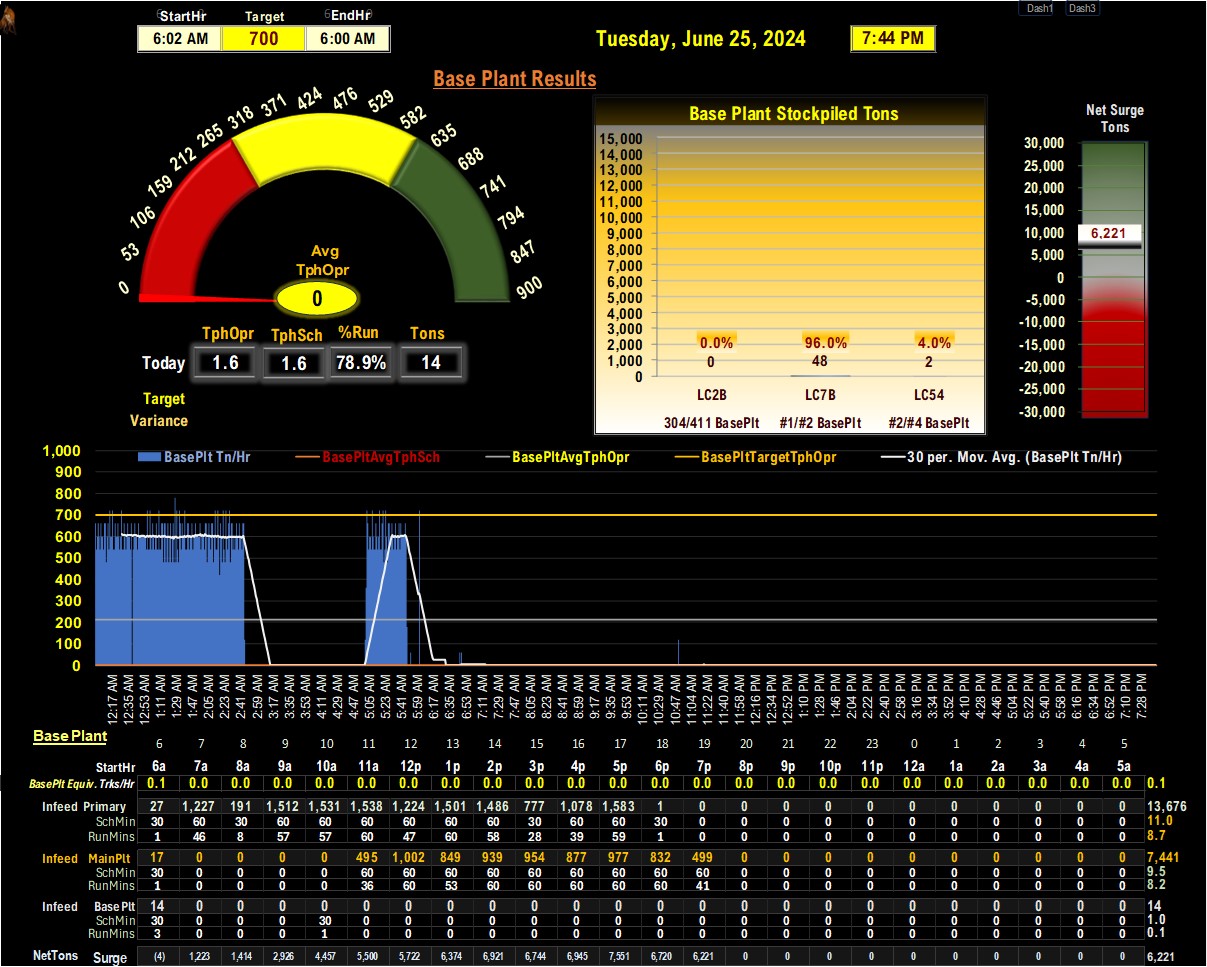 StartHr Target EndHr
6:02 AM 700 6:00 AM
Tuesday, June 25, 2024 7:44 PM
Dash1 Dash3
Base Plant Results
0 53 106 159 212 265 318 371 424 476 529 582 635 688 741 794 847 900
Avg
TphOpr
0
TphOpr TphSch %Run Tons
Today 1.6 1.6 78.9% 14
Target
Variance
Base Plant Stockpiled Tons
15,000
14,000
13,000
12,000
11,000
10,000
9,000
8,000
7,000
6,000
5,000
4,000
3,000
2,000
1,000
0
0.0% 96.0% 4.0%
0 48 2
LC2B LC7B LC54
304/411 BasePlt #1/#2 BasePlt #2/#4 BasePlt
Net Surge
Tons
30,000
25,000
20,000
15,000
10,000
5,000
0
-5,000
-10,000
-15,000
-20,000
-25,000
-30,000
6,221
BasePlt Tn/Hr BasePltAvgTphSch BasePltAvgTphOpr BasePltTargetTphOpr 30 per. Mov. Avg. (BasePlt Tn/Hr)
1,000
900
800
700
600
500
400
300
200
100
0
12:17 AM 12:35 AM 12:53 AM 1:11 AM 1:29 AM 1:47 AM 2:05 AM 2:23 AM 2:41 AM 2:59 AM 3:17 AM 3:35 AM 3:53 AM 4:11 AM 4:29 AM 4:47 AM 5:05 AM 5:23 AM 5:41 AM 5:59 AM 6:17 AM 6:35 AM 6:53 AM 7:11 AM 7:29 AM 7:47 AM 8:05 AM 8:23 AM 8:41 AM 8:59 AM 9:17 AM 9:35 AM 9:53 AM 10:11 AM 10:29 AM 10:47 AM 11:04 AM 11:22 AM 11:40 AM 11:58 AM 12:16 PM 12:34 PM 12:52 PM 1:10 PM 1:28 PM 1:46 PM 2:04 PM 2:22 PM 2:40 PM 2:58 PM 3:16 PM 3:34 PM 3:52 PM 4:10 PM 4:28 PM 4:46 PM 5:04 PM 5:22 PM 5:40 PM 5:58 PM 6:16 PM 6:34 PM 6:52 PM 7:10 PM 7:28 PM
Base Plant
6 7 8 9 10 11 12 13 14 15 16 17 18 19 20 21 22 23 0 1 2 3 4 5
StartHr 6a 7a 8a 9a 10a 11a 12p 1p 2p 3p 4p 5p 6p 7p 8p 9p 10p 11p 12a 1a 2a 3a 4a 5a
BasePlt Equiv. Trks/Hr 0.1 0.0 0.0 0.0 0.0 0.0 0.0 0.0 0.0 0.0 0.0 0.0 0.0 0.0 0.0 0.0 0.0 0.0 0.0 0.0 0.0 0.0 0.0 0.0 0.1
Infeed Primary 27 1,227 191 1,512 1,531 1,538 1,224 1,501 1,486 777 1,078 1,583 1 0 0 0 0 0 0 0 0 0 0 0 13,676
SchMin 30 60 30 60 60 60 60 60 60 30 60 60 30 0 0 0 0 0 0 0 0 0 0 0 11.0
RunMins 1 46 8 57 57 60 47 60 58 28 39 59 1 0 0 0 0 0 0 0 0 0 0 0 8.7
Infeed MainPlt 17 0 0 0 0 495 1,002 849 939 954 877 977 832 499 0 0 0 0 0 0 0 0 0 0 7,441
SchMin 30 0 0 0 0 60 60 60 60 60 60 60 60 60 0 0 0 0 0 0 0 0 0 0 9.5
RunMins 1 0 0 0 0 36 60 53 60 60 60 60 60 41 0 0 0 0 0 0 0 0 0 0 8.2
Infeed BasePlt 14 0 0 0 0 0 0 0 0 0 0 0 0 0 0 0 0 0 0 0 0 0 0 0 14
SchMin 30 0 0 0 30 0 0 0 0 0 0 0 0 0 0 0 0 0 0 0 0 0 0 0 1.0
RunMins 3 0 0 0 1 0 0 0 0 0 0 0 0 0 0 0 0 0 0 0 0 0 0 0 0.1
NetTons Surge (4) 1,223 1,414 2,926 4,457 5,500 5,722 6,374 6,921 6,744 6,945 7,551 6,720 6,221 0 0 0 0 0 0 0 0 0 0 6,221